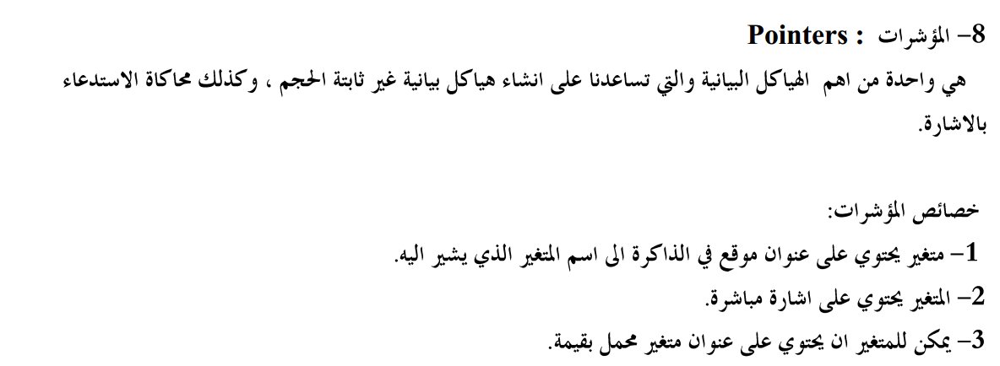 8– المؤشرات Pointers :
هي واحدة من اهم الهياكل البيانية والتي تساعدنا على انشاء هياكل بيانية غير ثابتة الحجم ، وكذلك محاكاة الاستدعاء
بالاشارة.
خصائص المؤشرات:
1– متغير يحتوي على عنوان موقع في الذاكرة الى اسم المتغير الذي يشير اليه.
2– المتغير يحتوي على اشارة مباشرة.
3– يمكن للمتغير ان يحتوي على عنوان متغير محمل بقيمة.